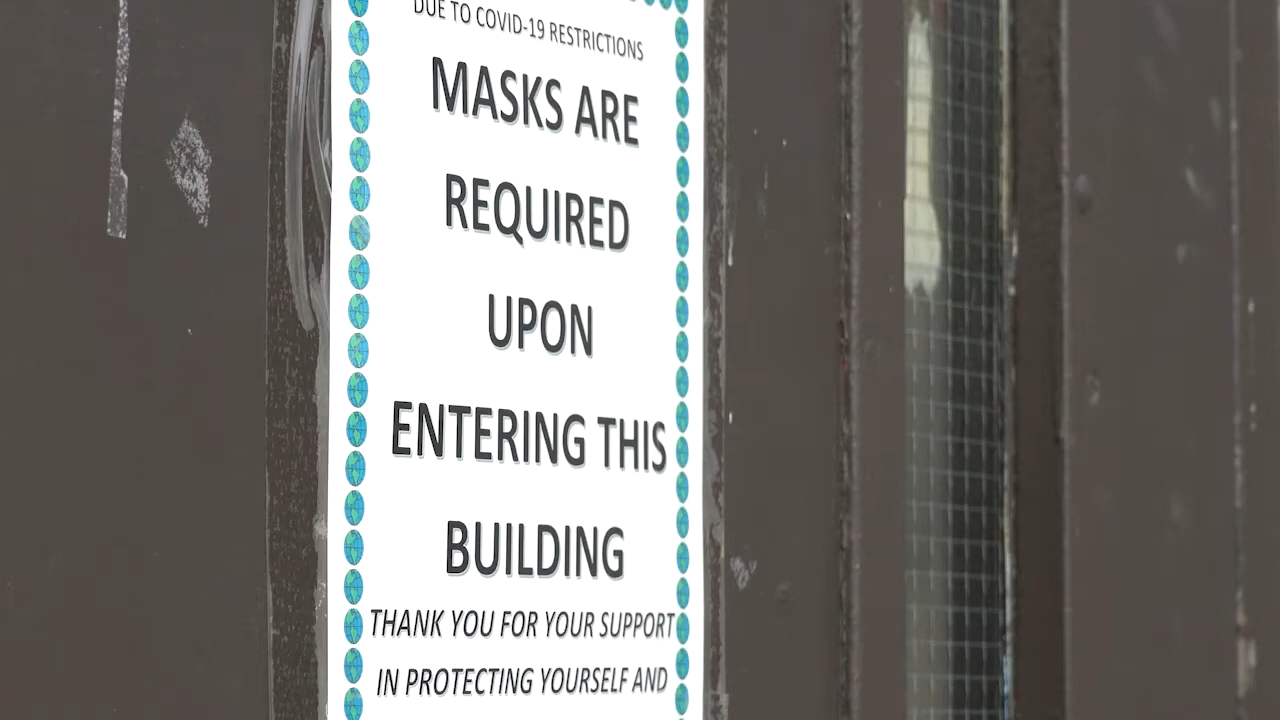 DUE TO COVID-19 RESTRICTIONS
MASKS ARE
REQUIRED
UPON
ENTERING THIS
BUILDING
THANK YOU FOR YOUR SUPPORT
IN PROTECTING YOURSELF AND